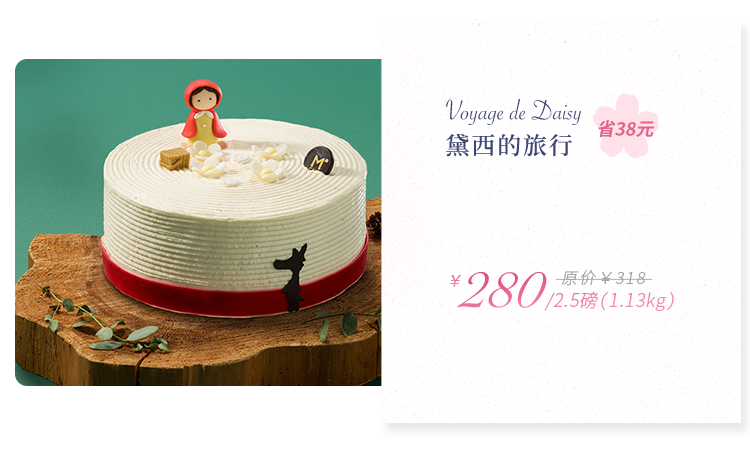 Voyage de Daisy
省38元
黛西的旅行
¥280/2.5磅(1.13kg)
原价¥318
M